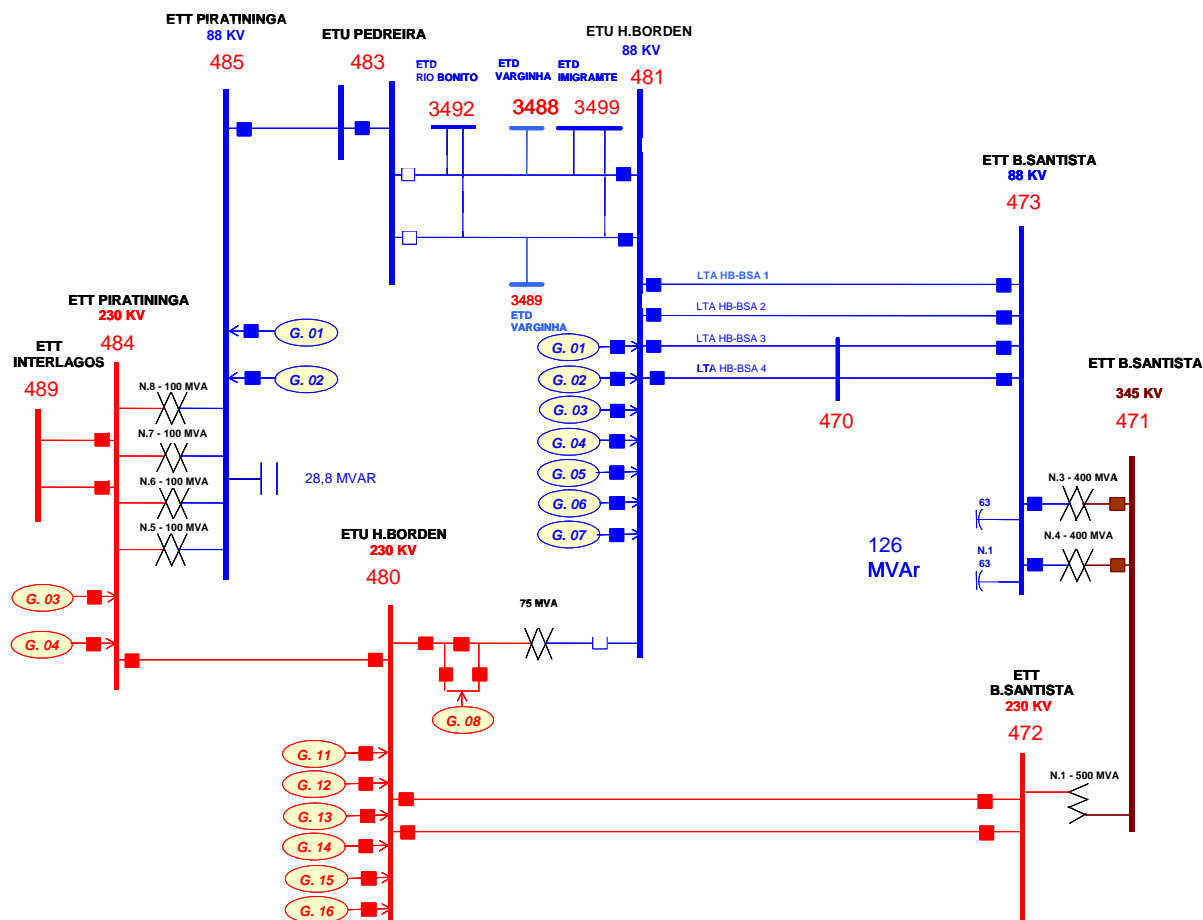 ETT PIRATININGA
88 KV
485
ETU PEDREIRA
483
ETD
RIO BONITO
3492
ETD
VARGINHA
3488
ETD
IMIGRAMTE
3499
ETU H.BORDEN
88 KV
481
ETT B.SANTISTA
88 KV
473
LTA HB-BSA 1
LTA HB-BSA 2
LTA HB-BSA 3
LTA HB-BSA 4
470
3489
ETD
VARGINHA
ETT PIRATININGA
230 KV
484
ETT
INTERLAGOS
489
G. 01
G. 02
N.8 - 100 MVA
N.7 - 100 MVA
N.6 - 100 MVA
N.5 - 100 MVA
28,8 MVAR
G. 01
G. 02
G. 03
G. 04
G. 05
G. 06
G. 07
ETT B.SANTISTA
345 KV
471
N.3 - 400 MVA
N.4 - 400 MVA
63
N.1
63
126
MVAr
ETU H.BORDEN
230 KV
480
75 MVA
G. 03
G. 04
G. 08
G. 11
G. 12
G. 13
G. 14
G. 15
G. 16
ETT
B.SANTISTA
230 KV
472
N.1 - 500 MVA